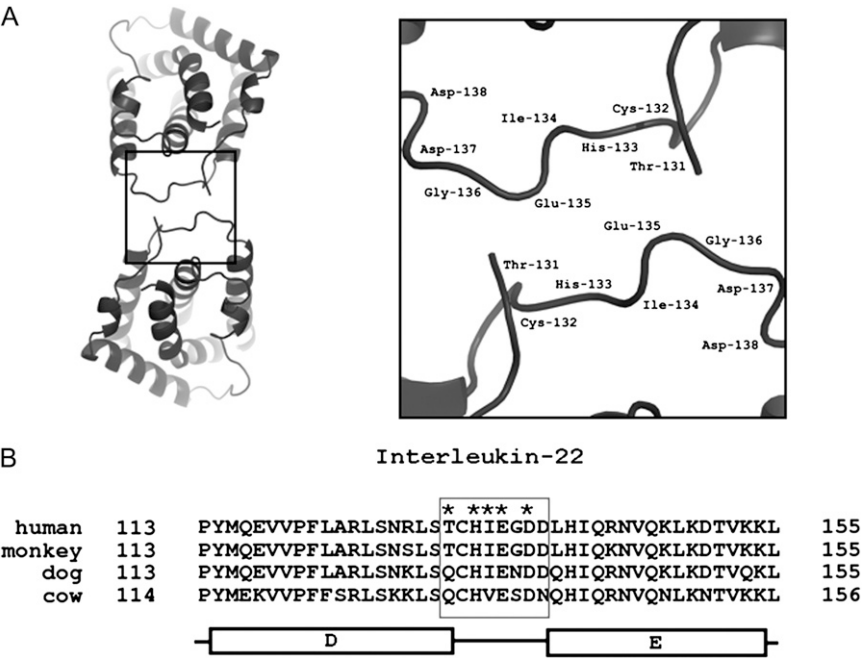 A
Asp-138
Ile-134
Cys-132
Asp-137
His-133
Thr-131
Gly-136
Glu-135
Glu-135
Gly-136
Thr-131
His-133
Asp-137
Ile-134
Cys-132
Asp-138
B
Interleukin-22
* *** *
human 113 PYMQEVVPFLARLSNRLSTCHIEGDDLHIQRNVQKLKDTVKKL 155
monkey 113 PYMQEVVPFLARLSNSLSTCHIEGDDLHIQRNVQKLKDTVKKL 155
dog 113 PYMQEVVPFLAKLSNKLSQCHIENDDQHIQRNVQKLKDTVQKL 155
cow 114 PYMEKVVPFFSRLSKKLSQCHVESDNQHIQRNVQNLKNTVKKL 156
D E